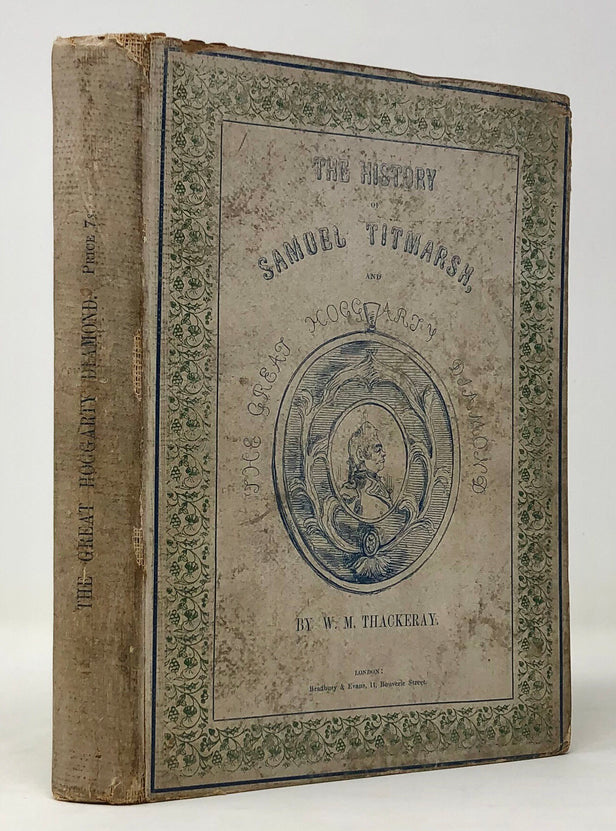 THE GREAT HOGGARTY DIAMOND. PRICE 7s.
THE HISTORY
OF
SAMUEL TITMARSH,
AND
THE GREAT HOGGARTY DIAMOND
BY W. M. THACKERAY.
LONDON:
Bradbury & Evans, 11, Bouverie Street.